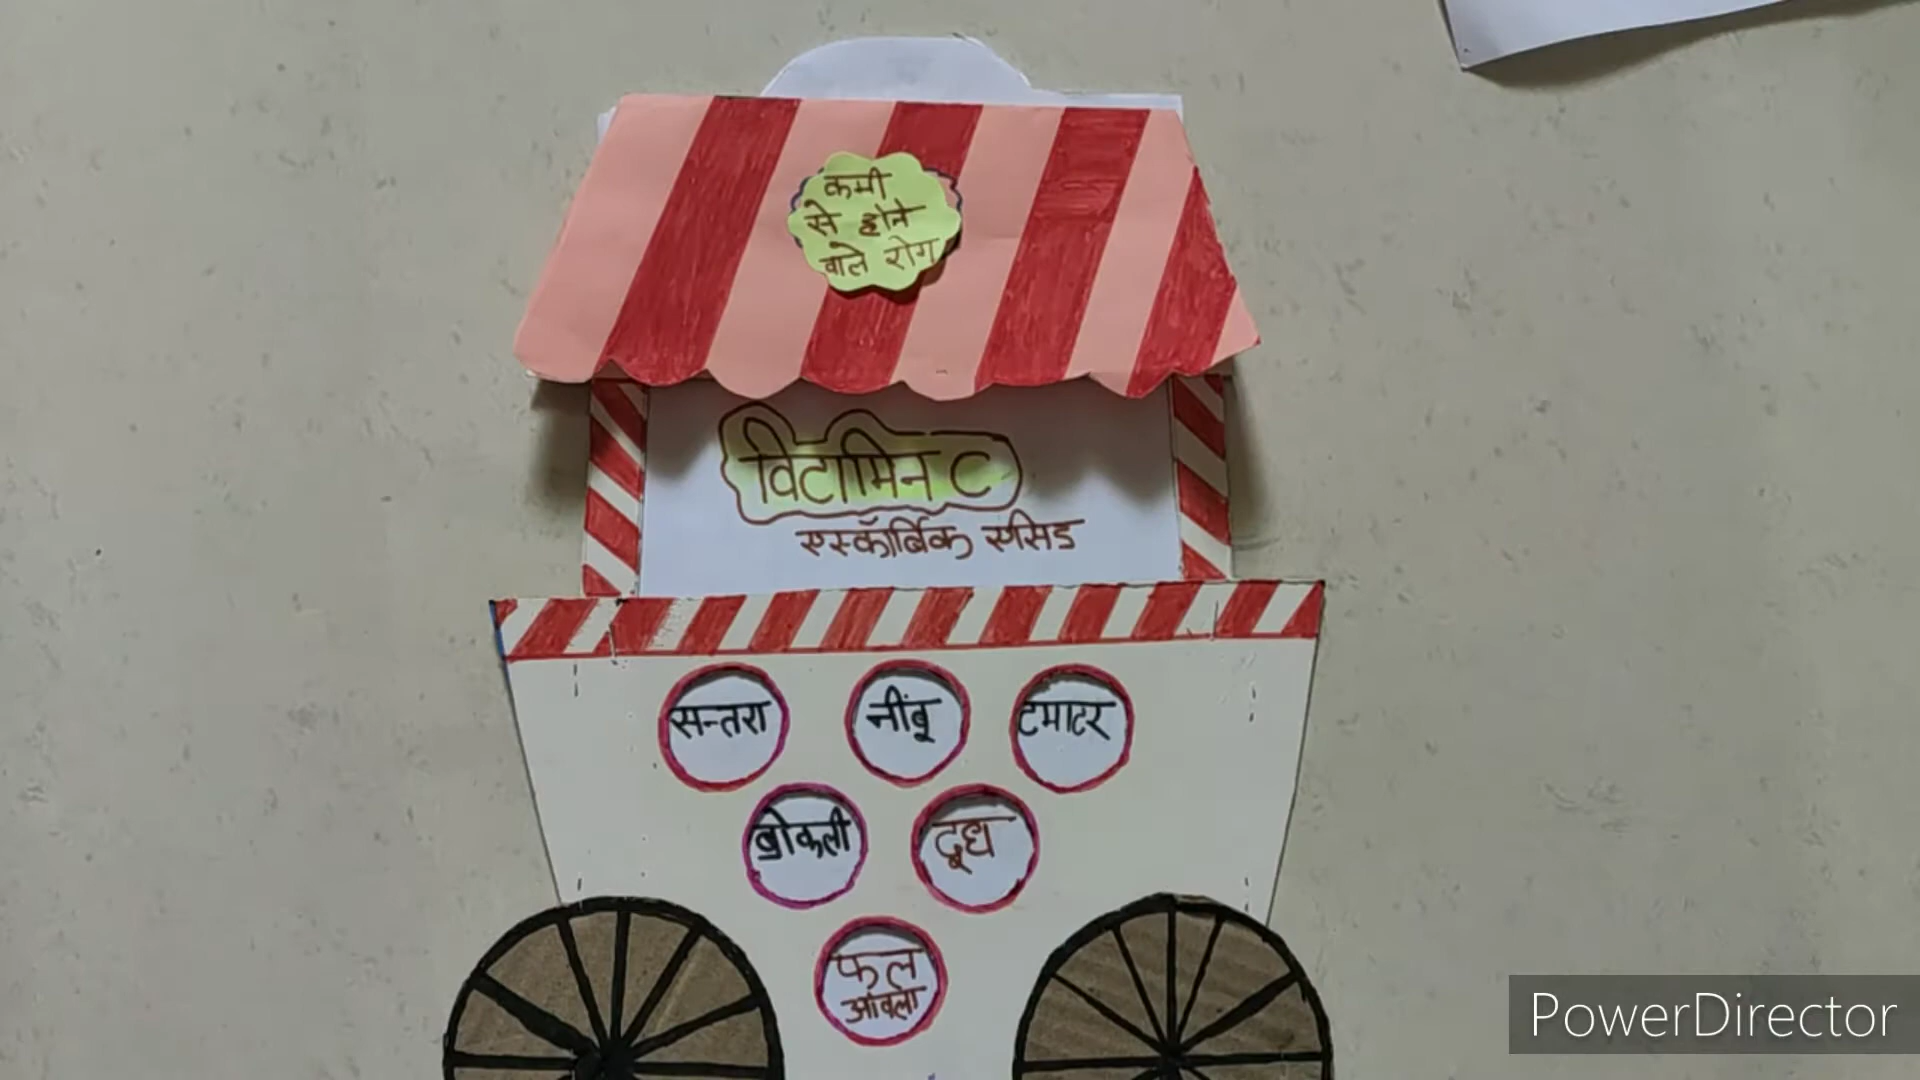 कमी
से होने
वाले रोग
विटामिन C
एस्कॉर्बिक एसिड
सन्तरा
नींबू
टमाटर
ब्रोकली
दूध
फल
आंवला
PowerDirector